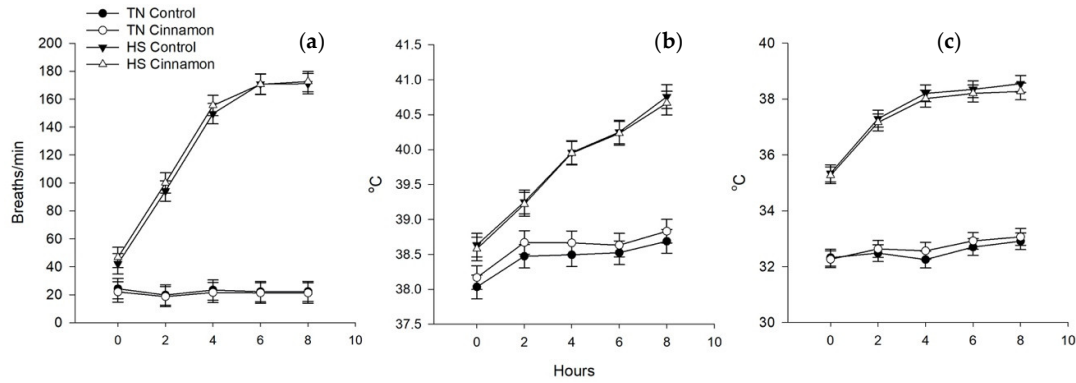 TN Control
TN Cinnamon
HS Control
HS Cinnamon
(a)
200
180
160
140
120
100
80
60
40
20
0
Breaths/min
0 2 4 6 8 10
(b)
41.5
41.0
40.5
40.0
39.5
39.0
38.5
38.0
37.5
°C
0 2 4 6 8 10
Hours
(c)
40
38
36
34
32
30
°C
0 2 4 6 8 10